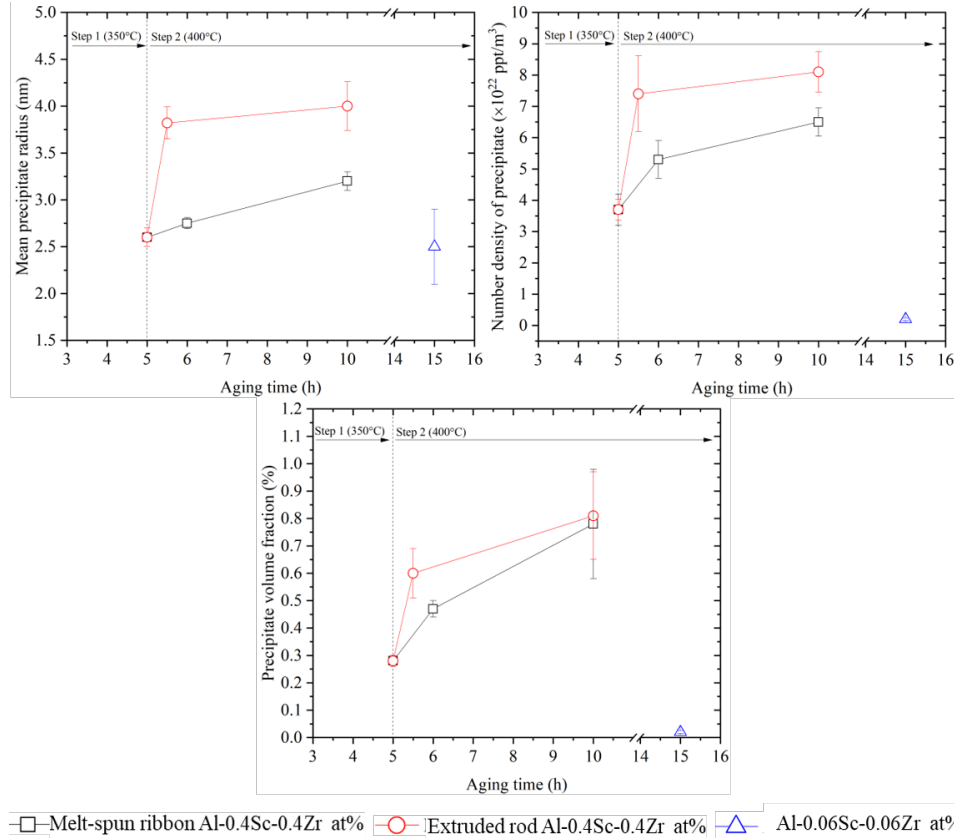 5.0
4.5
4.0
3.5
3.0
2.5
2.0
1.5
Mean precipitate radius (nm)
Step 1 (350°C) Step 2 (400°C)
3 4 5 6 7 8 9 10 14 15 16
Aging time (h)
10
9
8
7
6
5
4
3
2
1
0
Number density of precipitate (×10²² ppt/m³)
Step 1 (350°C) Step 2 (400°C)
3 4 5 6 7 8 9 10 14 15 16
Aging time (h)
1.2
1.1
1.0
0.9
0.8
0.7
0.6
0.5
0.4
0.3
0.2
0.1
0.0
Precipitate volume fraction (%)
Step 1 (350°C) Step 2 (400°C)
3 4 5 6 7 8 9 10 14 15 16
Aging time (h)
Melt-spun ribbon Al-0.4Sc-0.4Zr at% Extruded rod Al-0.4Sc-0.4Zr at% Al-0.06Sc-0.06Zr at%